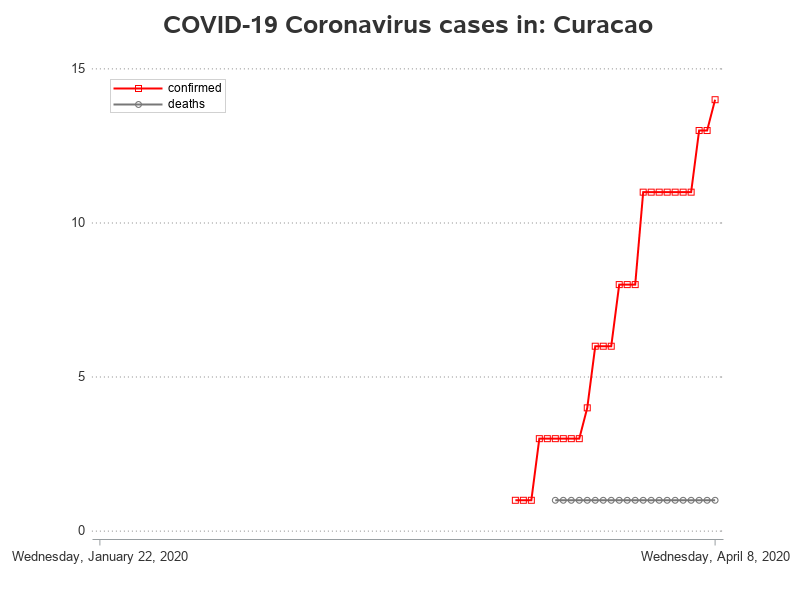 COVID-19 Coronavirus cases in: Curacao
15
confirmed
deaths
10
5
0
Wednesday, January 22, 2020
Wednesday, April 8, 2020